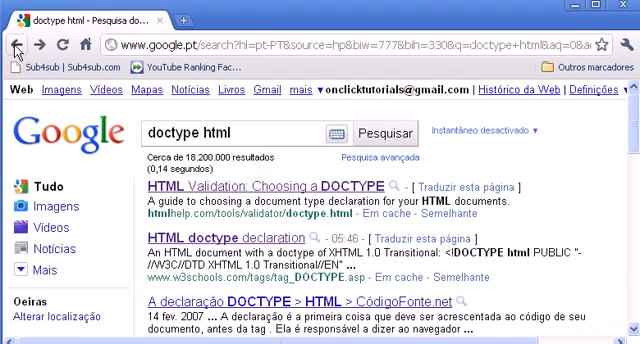 doctype html - Pesquisa do...
www.google.pt/search?hl=pt-PT&source=hp&biw=777&bih=330&q=doctype+html&aq=0&a
Sub4sub | Sub4sub.com YouTube Ranking Fac... Outros marcadores
Web Imagens Vídeos Mapas Notícias Livros Gmail mais ▼ onclicktutorials@gmail.com | Histórico da Web | Definições ▼
Google doctype html Pesquisar Instantâneo desactivado ▼
Cerca de 18.200.000 resultados Pesquisa avançada
(0,14 segundos)
Tudo
Imagens
Vídeos
Notícias
Mais
Oeiras
Alterar localização
HTML Validation: Choosing a DOCTYPE - [ Traduzir esta página ]
A guide to choosing a document type declaration for your HTML documents.
htmlhelp.com/tools/validator/doctype.html - Em cache - Semelhante
HTML doctype declaration - 05:46 - [ Traduzir esta página ]
An HTML document with a doctype of XHTML 1.0 Transitional: <!DOCTYPE html PUBLIC "-
//W3C//DTD XHTML 1.0 Transitional//EN" ...
www.w3schools.com/tags/tag_DOCTYPE.asp - Em cache - Semelhante
A declaração DOCTYPE > HTML > CódigoFonte.net
14 fev. 2007 ... A declaração é a primeira coisa que deve ser acrescentada ao código de seu
documento, antes da tag . Ela é responsável a dizer ao navegador ...